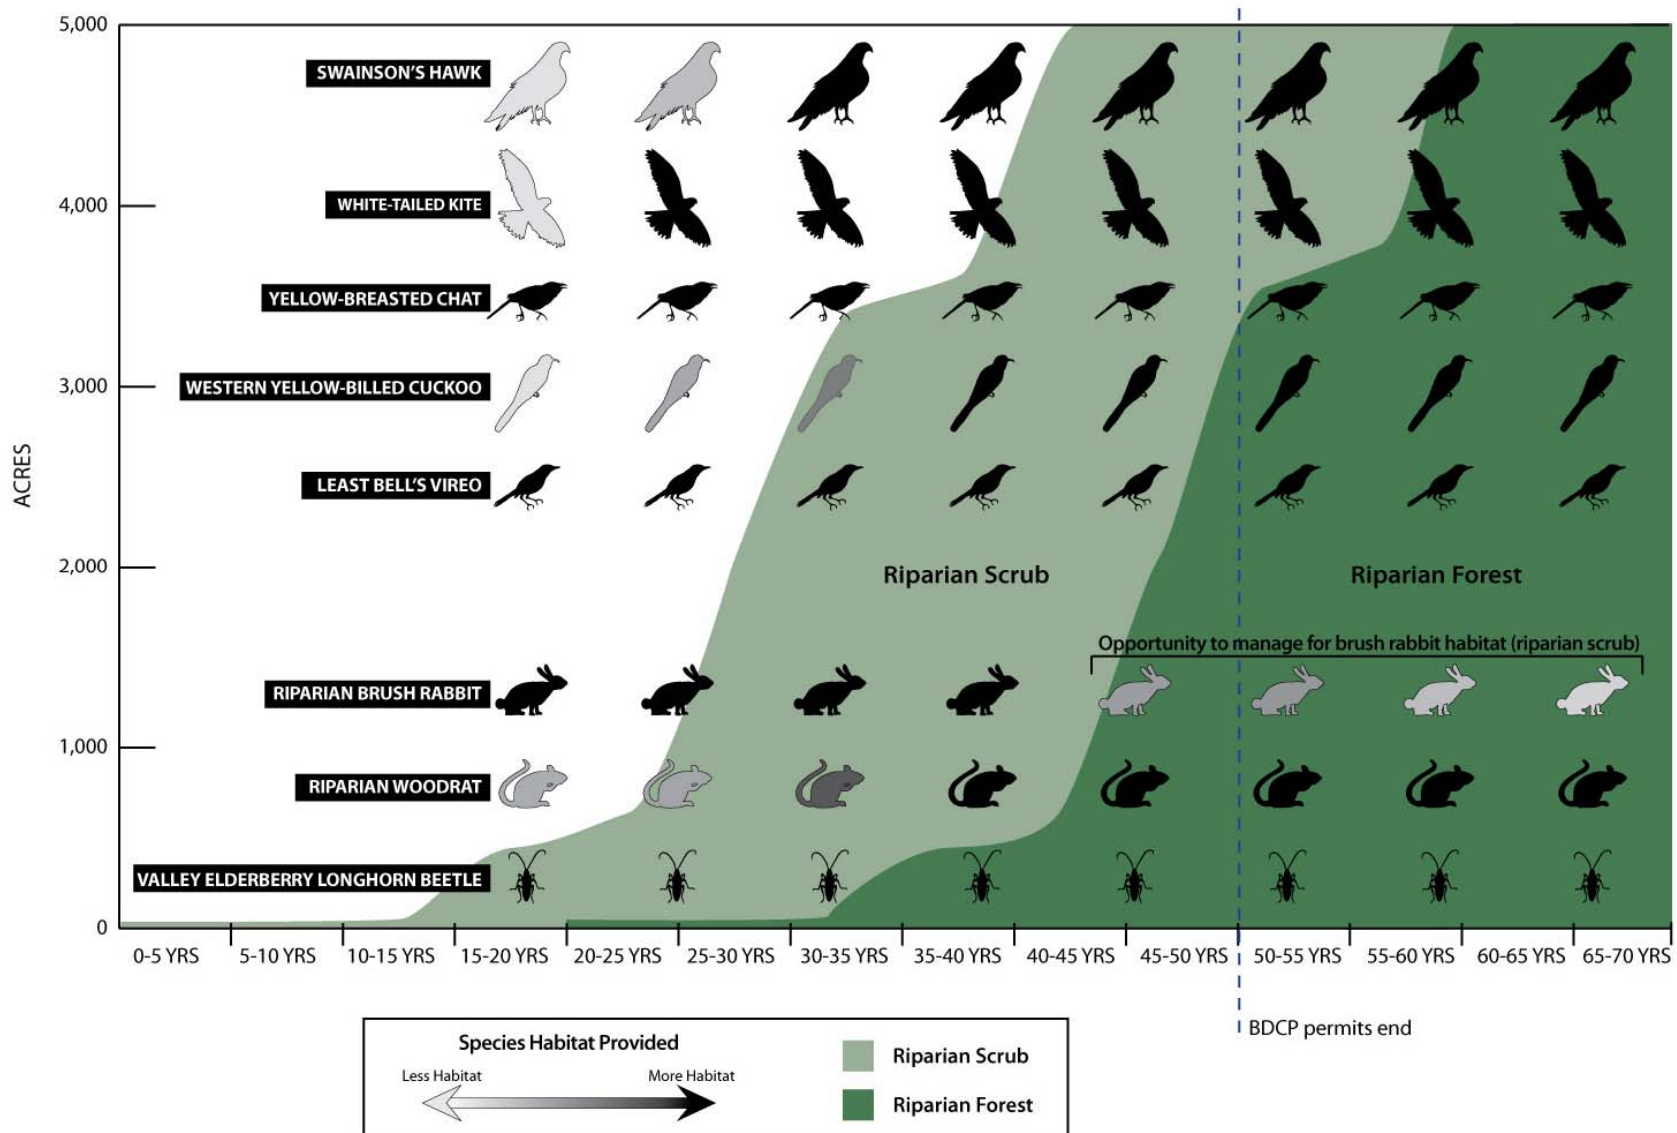 5,000
SWAINSON'S HAWK
WHITE-TAILED KITE
4,000
YELLOW-BREASTED CHAT
WESTERN YELLOW-BILLED CUCKOO
3,000
ACRES
LEAST BELL'S VIREO
2,000
Riparian Scrub
Riparian Forest
Opportunity to manage for brush rabbit habitat (riparian scrub)
RIPARIAN BRUSH RABBIT
1,000
RIPARIAN WOODRAT
VALLEY ELDERBERRY LONGHORN BEETLE
0
0-5 YRS 5-10 YRS 10-15 YRS 15-20 YRS 20-25 YRS 25-30 YRS 30-35 YRS 35-40 YRS 40-45 YRS 45-50 YRS 50-55 YRS 55-60 YRS 60-65 YRS 65-70 YRS
BDCP permits end
Species Habitat Provided
Less Habitat More Habitat
Riparian Scrub
Riparian Forest